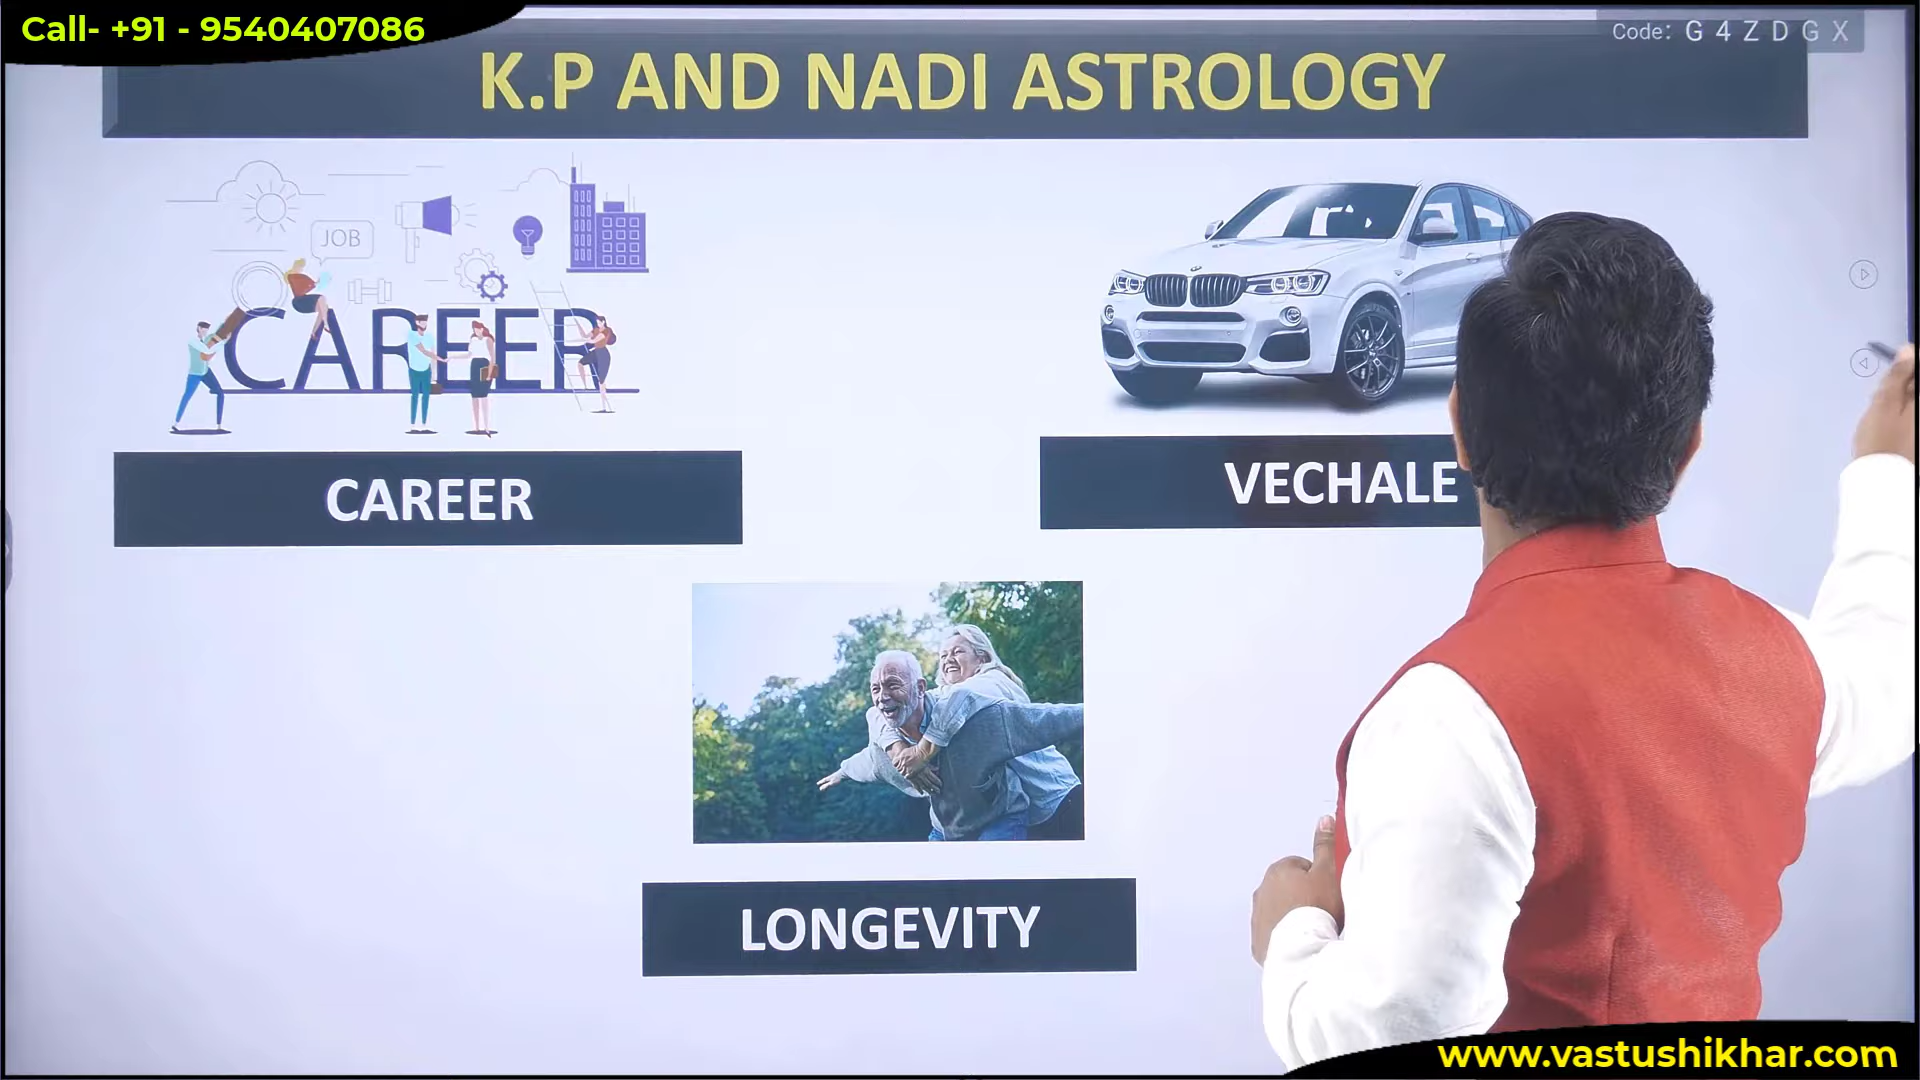 Call- +91 - 9540407086
Code: G 4 Z D G X
K.P AND NADI ASTROLOGY
JOB
CAREER
CAREER
VECHALE
LONGEVITY
www.vastushikhar.com